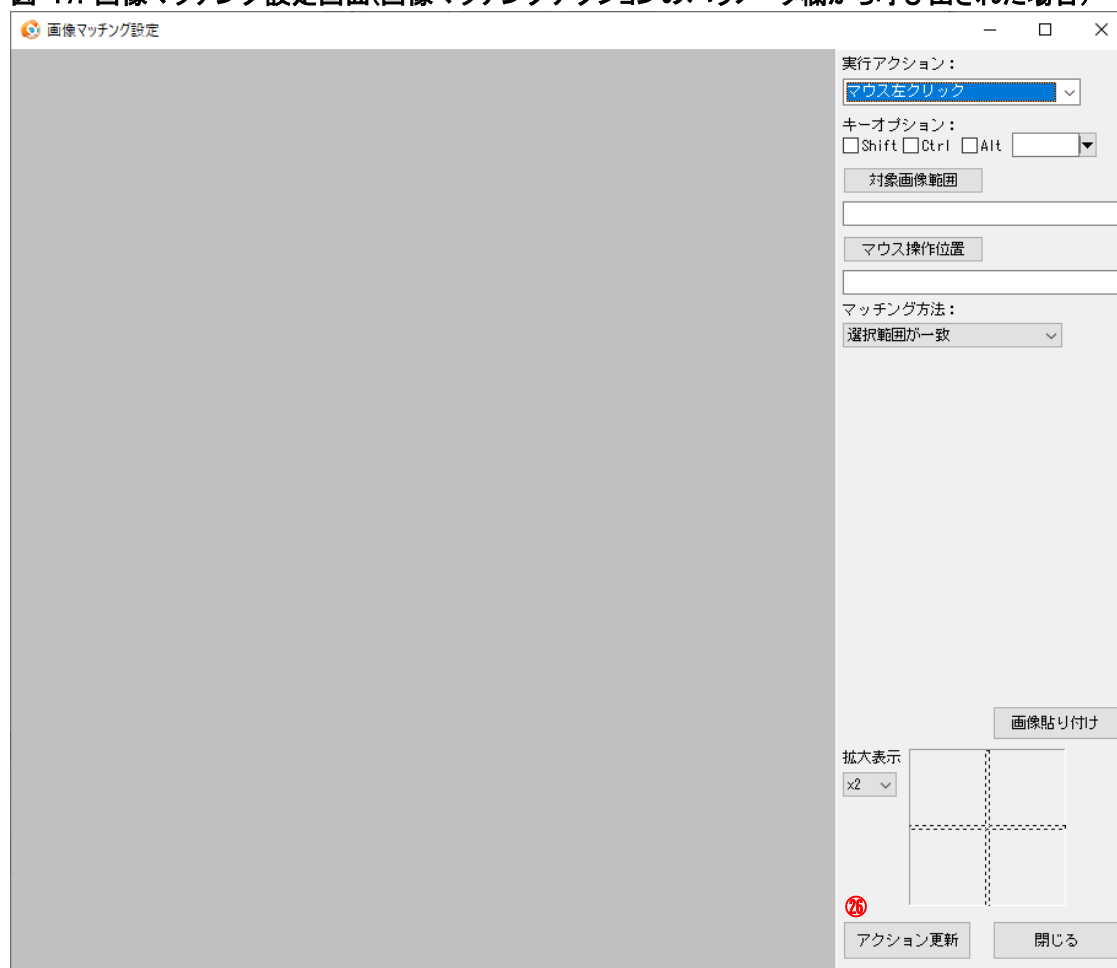 画像マッチング設定
実行アクション：
マウス左クリック
キーオプション：
Shift Ctrl Alt
対象画像範囲
マウス操作位置
マッチング方法：
選択範囲が一致
画像貼り付け
拡大表示
x2
㉖
アクション更新 閉じる